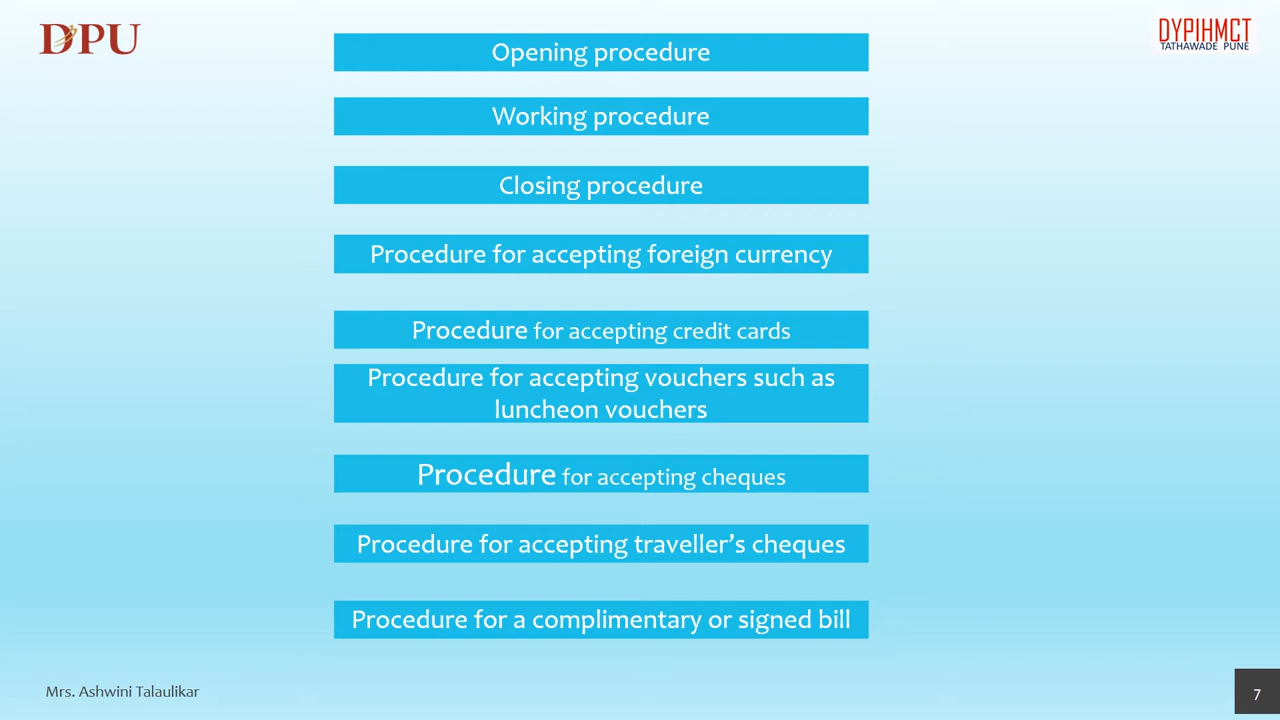 DPU
DYPIHMCT
TATHAWADE PUNE
Opening procedure
Working procedure
Closing procedure
Procedure for accepting foreign currency
Procedure for accepting credit cards
Procedure for accepting vouchers such as
luncheon vouchers
Procedure for accepting cheques
Procedure for accepting traveller’s cheques
Procedure for a complimentary or signed bill
Mrs. Ashwini Talaulikar
7